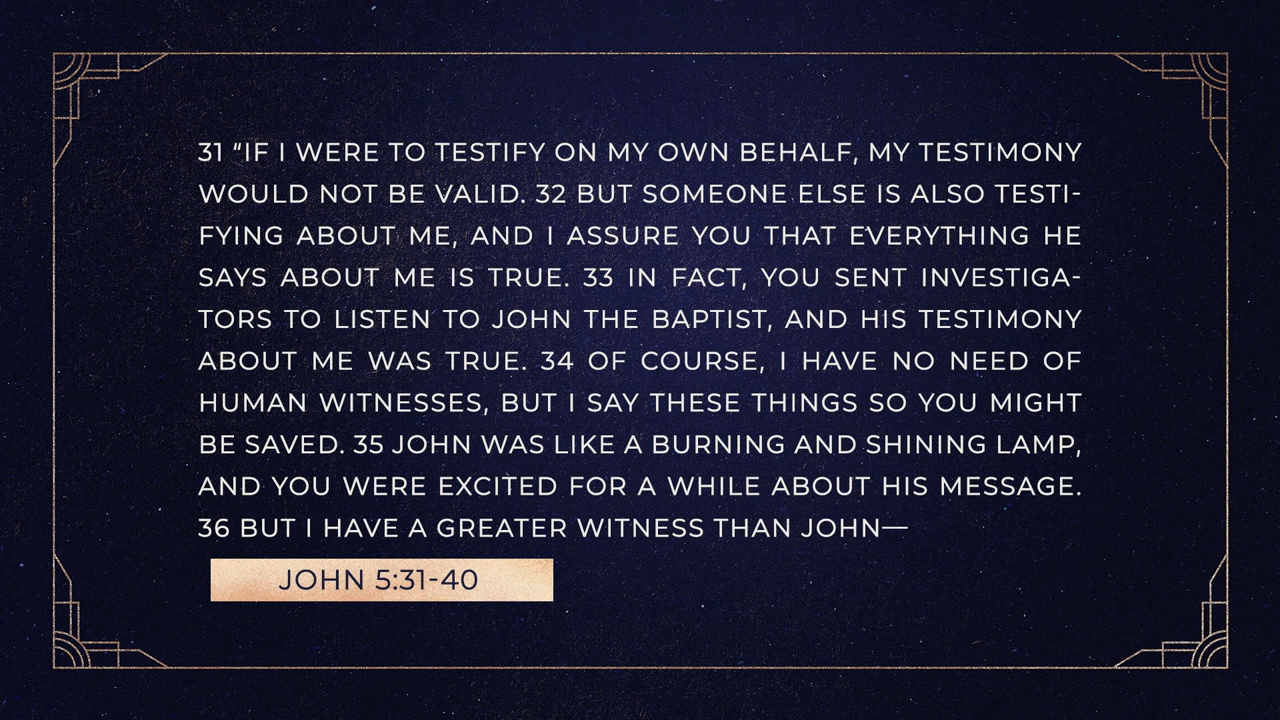 31 “IF I WERE TO TESTIFY ON MY OWN BEHALF, MY TESTIMONY
WOULD NOT BE VALID. 32 BUT SOMEONE ELSE IS ALSO TESTI-
FYING ABOUT ME, AND I ASSURE YOU THAT EVERYTHING HE
SAYS ABOUT ME IS TRUE. 33 IN FACT, YOU SENT INVESTIGA-
TORS TO LISTEN TO JOHN THE BAPTIST, AND HIS TESTIMONY
ABOUT ME WAS TRUE. 34 OF COURSE, I HAVE NO NEED OF
HUMAN WITNESSES, BUT I SAY THESE THINGS SO YOU MIGHT
BE SAVED. 35 JOHN WAS LIKE A BURNING AND SHINING LAMP,
AND YOU WERE EXCITED FOR A WHILE ABOUT HIS MESSAGE.
36 BUT I HAVE A GREATER WITNESS THAN JOHN—
JOHN 5:31-40